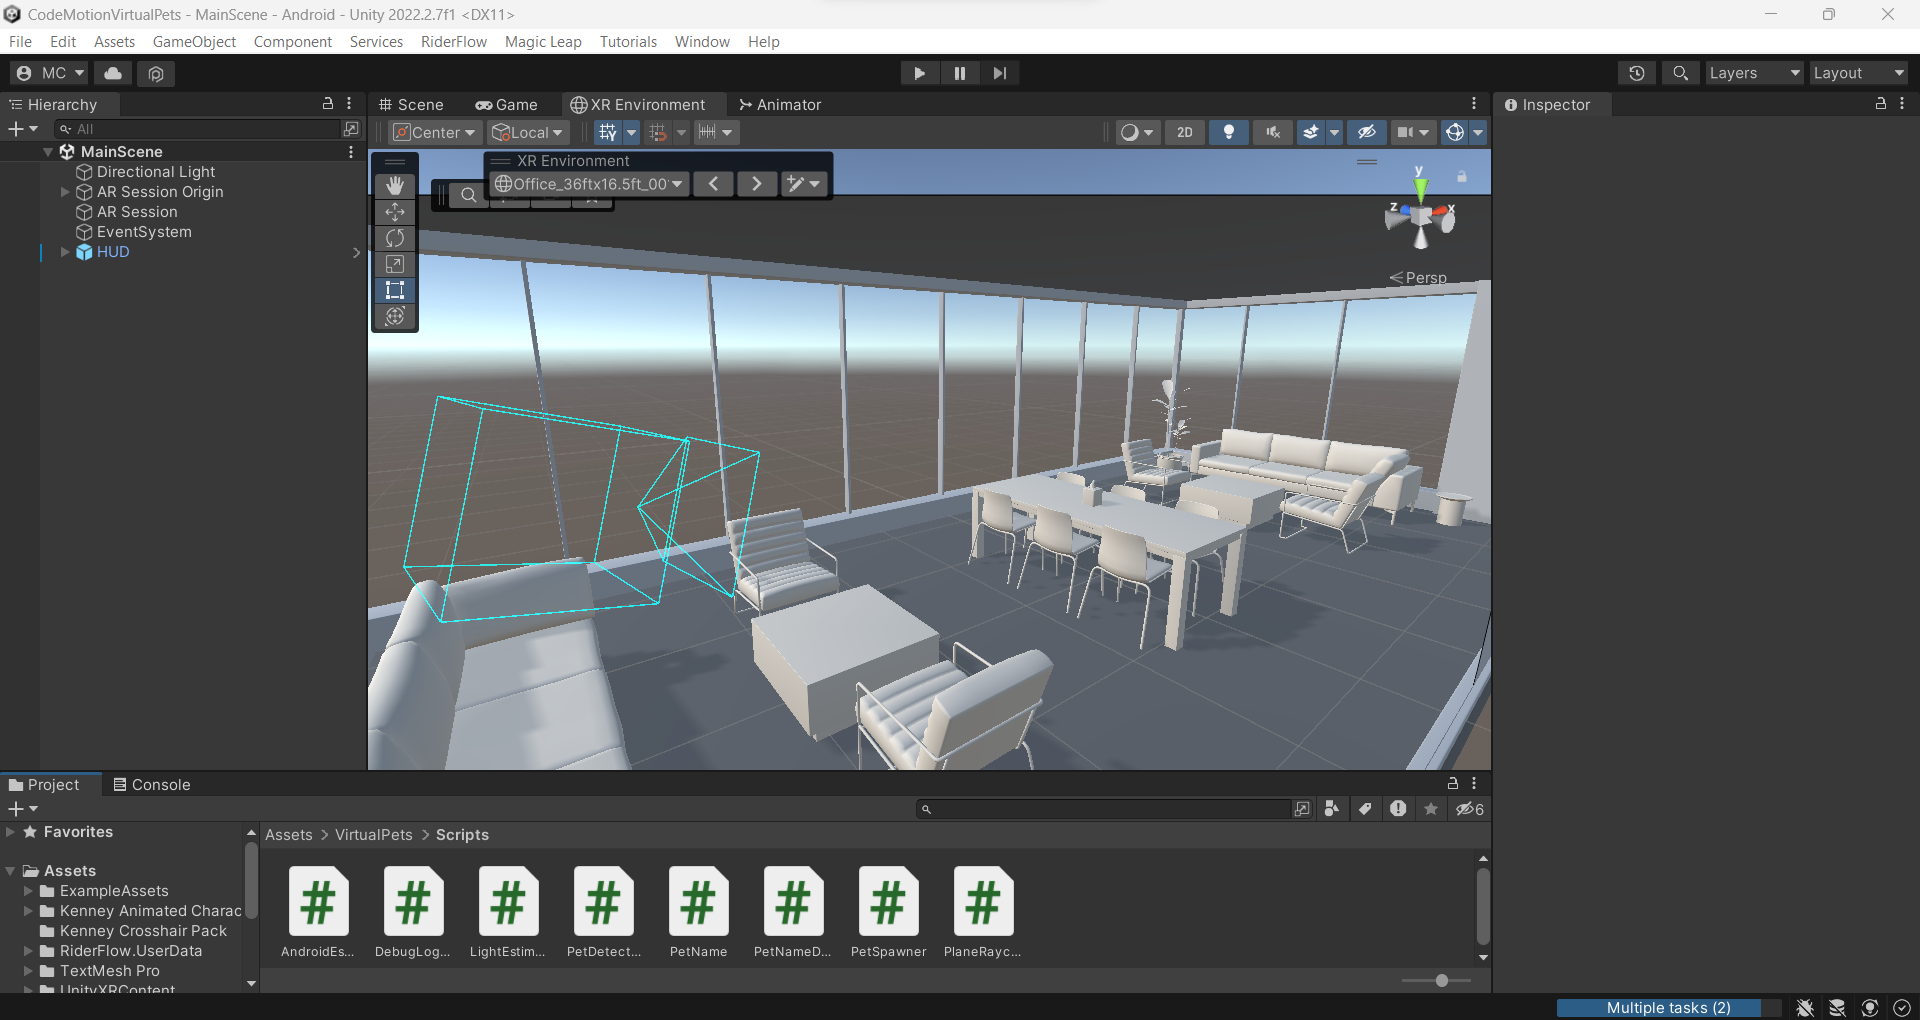 CodeMotionVirtualPets - MainScene - Android - Unity 2022.2.7f1 <DX11>
File Edit Assets GameObject Component Services RiderFlow Magic Leap Tutorials Window Help
MC Layers Layout
Hierarchy
All
MainScene
Directional Light
AR Session Origin
AR Session
EventSystem
HUD
Scene Game XR Environment Animator
Center Local 2D
XR Environment
Office_36ftx16.5ft_00
y
z x
Persp
Inspector
Project Console
6
Favorites
Assets
ExampleAssets
Kenney Animated Charac
Kenney Crosshair Pack
RiderFlow.UserData
TextMesh Pro
UnityXRContent
Assets > VirtualPets > Scripts
# # # # # # # #
AndroidEs... DebugLog... LightEstim... PetDetect... PetName PetNameD... PetSpawner PlaneRayc...
Multiple tasks (2)